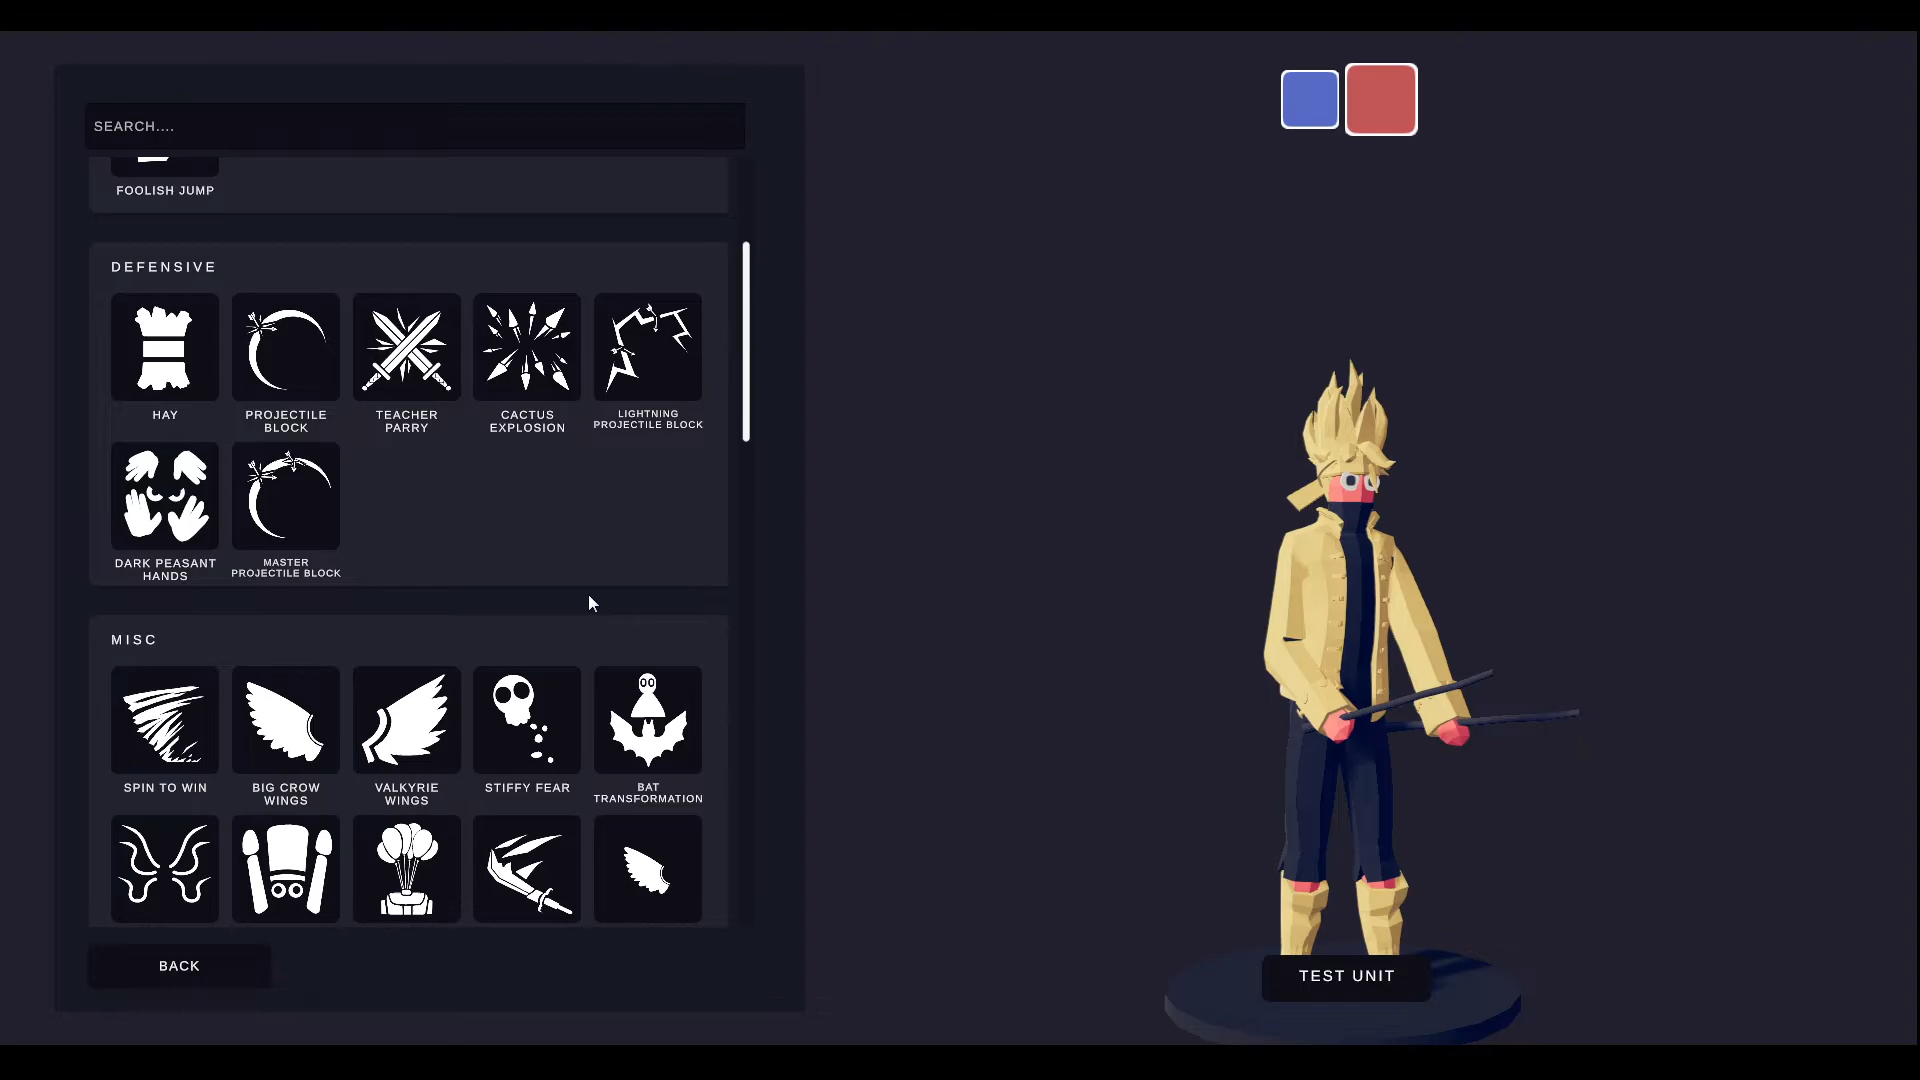 SEARCH....
FOOLISH JUMP
DEFENSIVE
HAY
PROJECTILE
BLOCK
TEACHER
PARRY
CACTUS
EXPLOSION
LIGHTNING
PROJECTILE BLOCK
DARK PEASANT
HANDS
MASTER
PROJECTILE BLOCK
MISC
SPIN TO WIN
BIG CROW
WINGS
VALKYRIE
WINGS
STIFFY FEAR
BAT
TRANSFORMATION
BACK
TEST UNIT